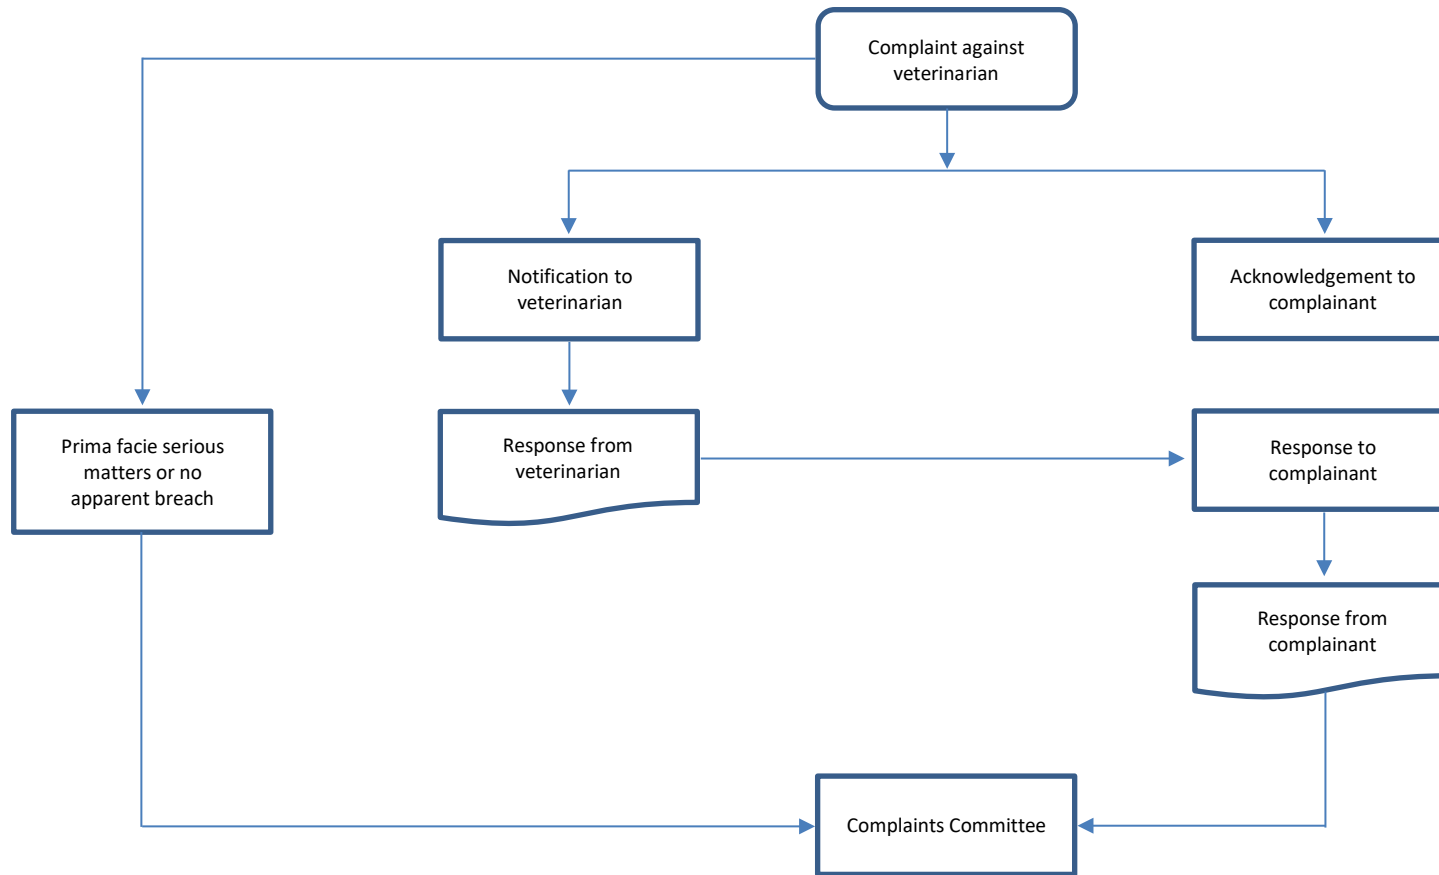 Complaint against
veterinarian
Notification to
veterinarian
Acknowledgement to
complainant
Prima facie serious
matters or no
apparent breach
Response from
veterinarian
Response to
complainant
Response from
complainant
Complaints Committee